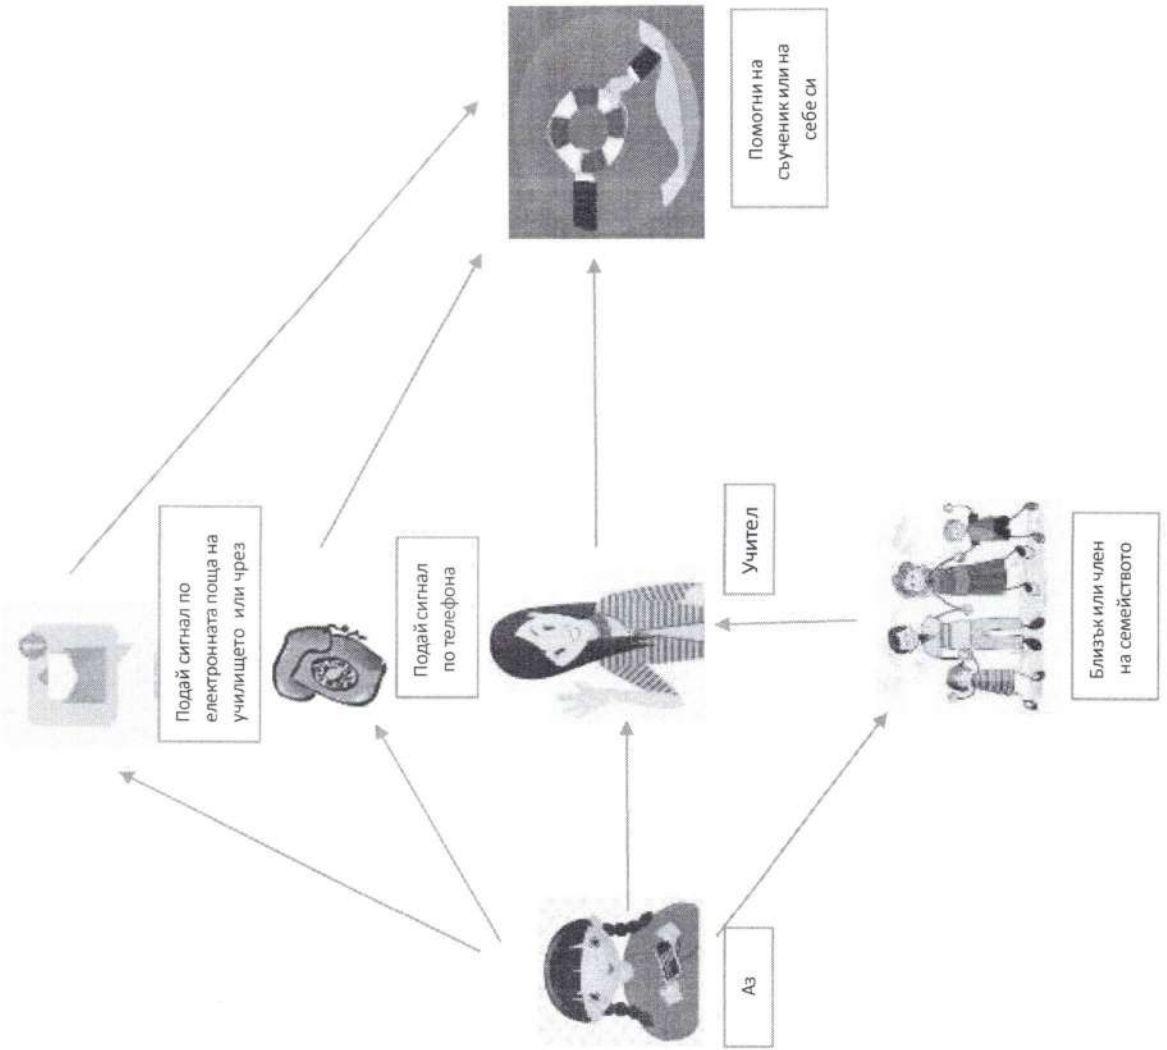 Подай сигнал по
електронната поща на
училището или чрез
Подай сигнал
по телефона
Аз
Учител
Помогни на
съученик или на
себе си
Близък или член
на семейството